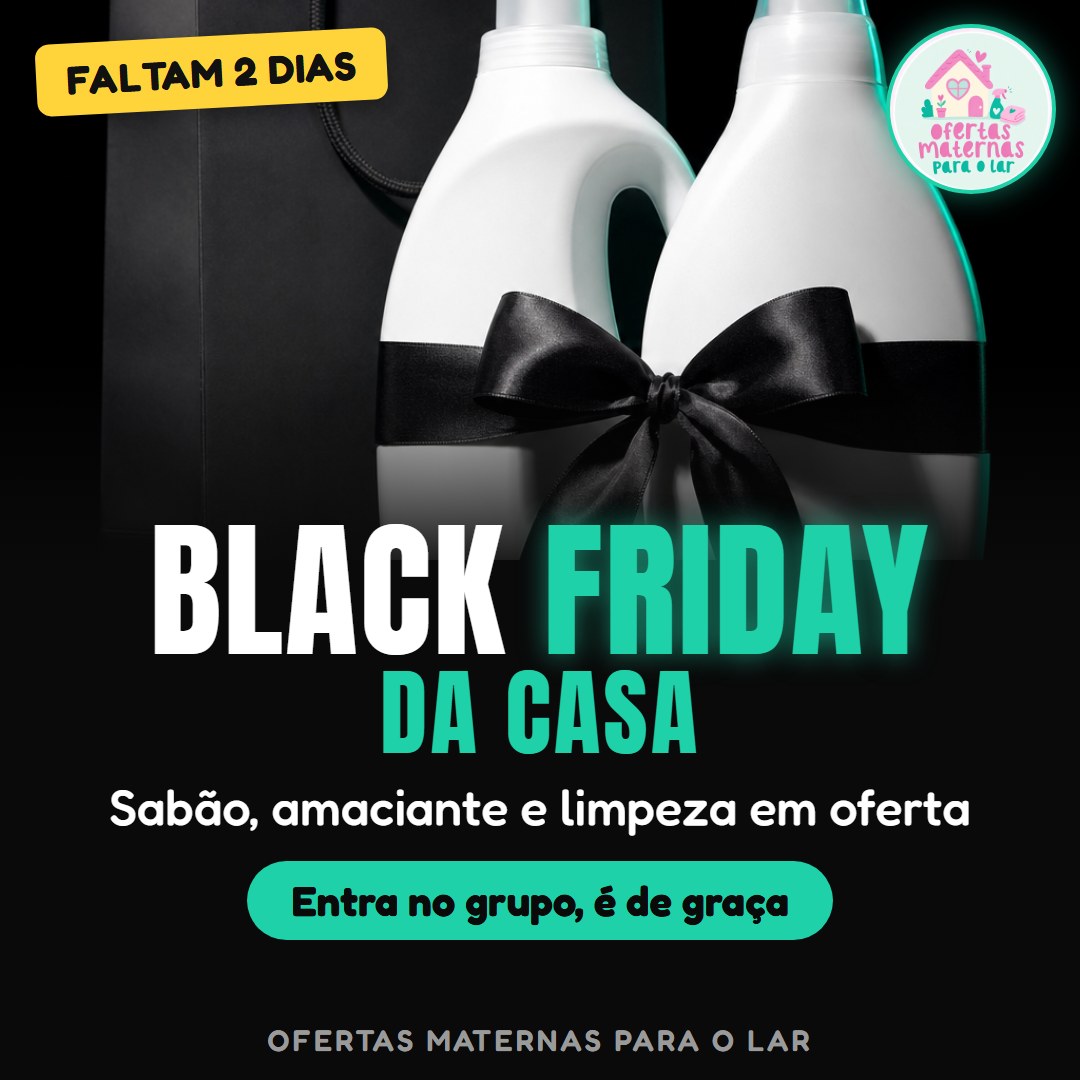 FALTAM 2 DIAS
ofertas
maternas
para o lar
BLACK FRIDAY
DA CASA
Sabão, amaciante e limpeza em oferta
Entra no grupo, é de graça
OFERTAS MATERNAS PARA O LAR